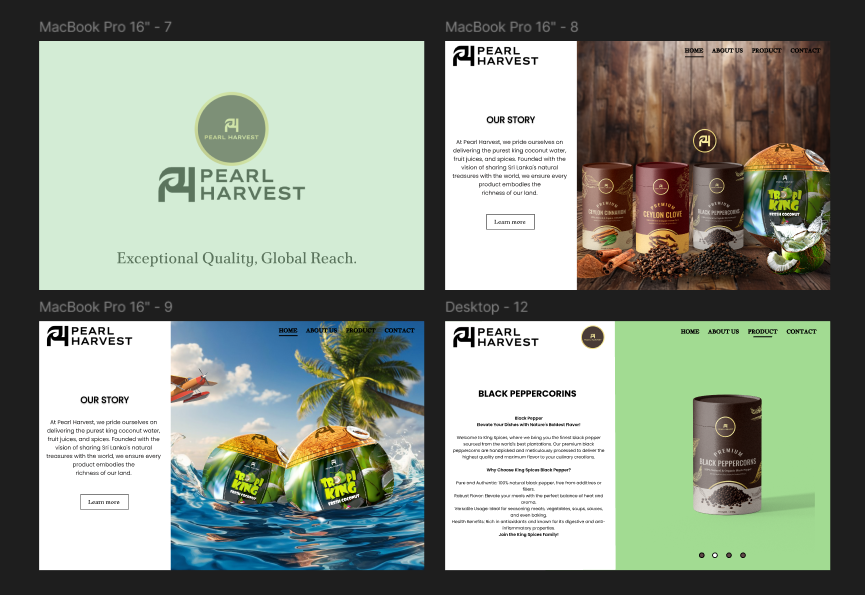 MacBook Pro 16" - 7
PEARL HARVEST
PEARL
HARVEST
Exceptional Quality, Global Reach.
MacBook Pro 16" - 8
PEARL
HARVEST
HOME ABOUT US PRODUCT CONTACT
OUR STORY
At Pearl Harvest, we pride ourselves on
delivering the purest king coconut water,
fruit juices, and spices. Founded with the
vision of sharing Sri Lanka's natural
treasures with the world, we ensure every
product embodies the
richness of our land.
Learn more
PREMIUM
CEYLON CINNAMON
PREMIUM
CEYLON CLOVE
PREMIUM
BLACK PEPPERCORNS
TROPI
KING
FRESH COCONUT
MacBook Pro 16" - 9
PEARL
HARVEST
HOME ABOUT US PRODUCT CONTACT
OUR STORY
At Pearl Harvest, we pride ourselves on
delivering the purest king coconut water,
fruit juices, and spices. Founded with the
vision of sharing Sri Lanka's natural
treasures with the world, we ensure every
product embodies the
richness of our land.
Learn more
TROPI
KING
FRESH COCONUT
TROPI
KING
FRESH COCONUT
Desktop - 12
PEARL
HARVEST
HOME ABOUT US PRODUCT CONTACT
BLACK PEPPERCORINS
Black Pepper
Elevate Your Dishes with Nature's Boldest Flavor!
Welcome to King Spices, where we bring you the finest black pepper
sourced from the world's best plantations. Our premium black
peppercorns are handpicked and meticulously processed to deliver the
highest quality and maximum flavor to your culinary creations.
Why Choose King Spices Black Pepper?
Pure and Authentic: 100% natural black pepper, free from additives or
fillers.
Robust Flavor: Elevate your meals with the perfect balance of heat and
aroma.
Versatile Usage: Ideal for seasoning meats, vegetables, soups, sauces,
and even baking.
Health Benefits: Rich in antioxidants and known for its digestive and anti-
inflammatory properties.
Join the King Spices Family!
PREMIUM
BLACK PEPPERCORNS